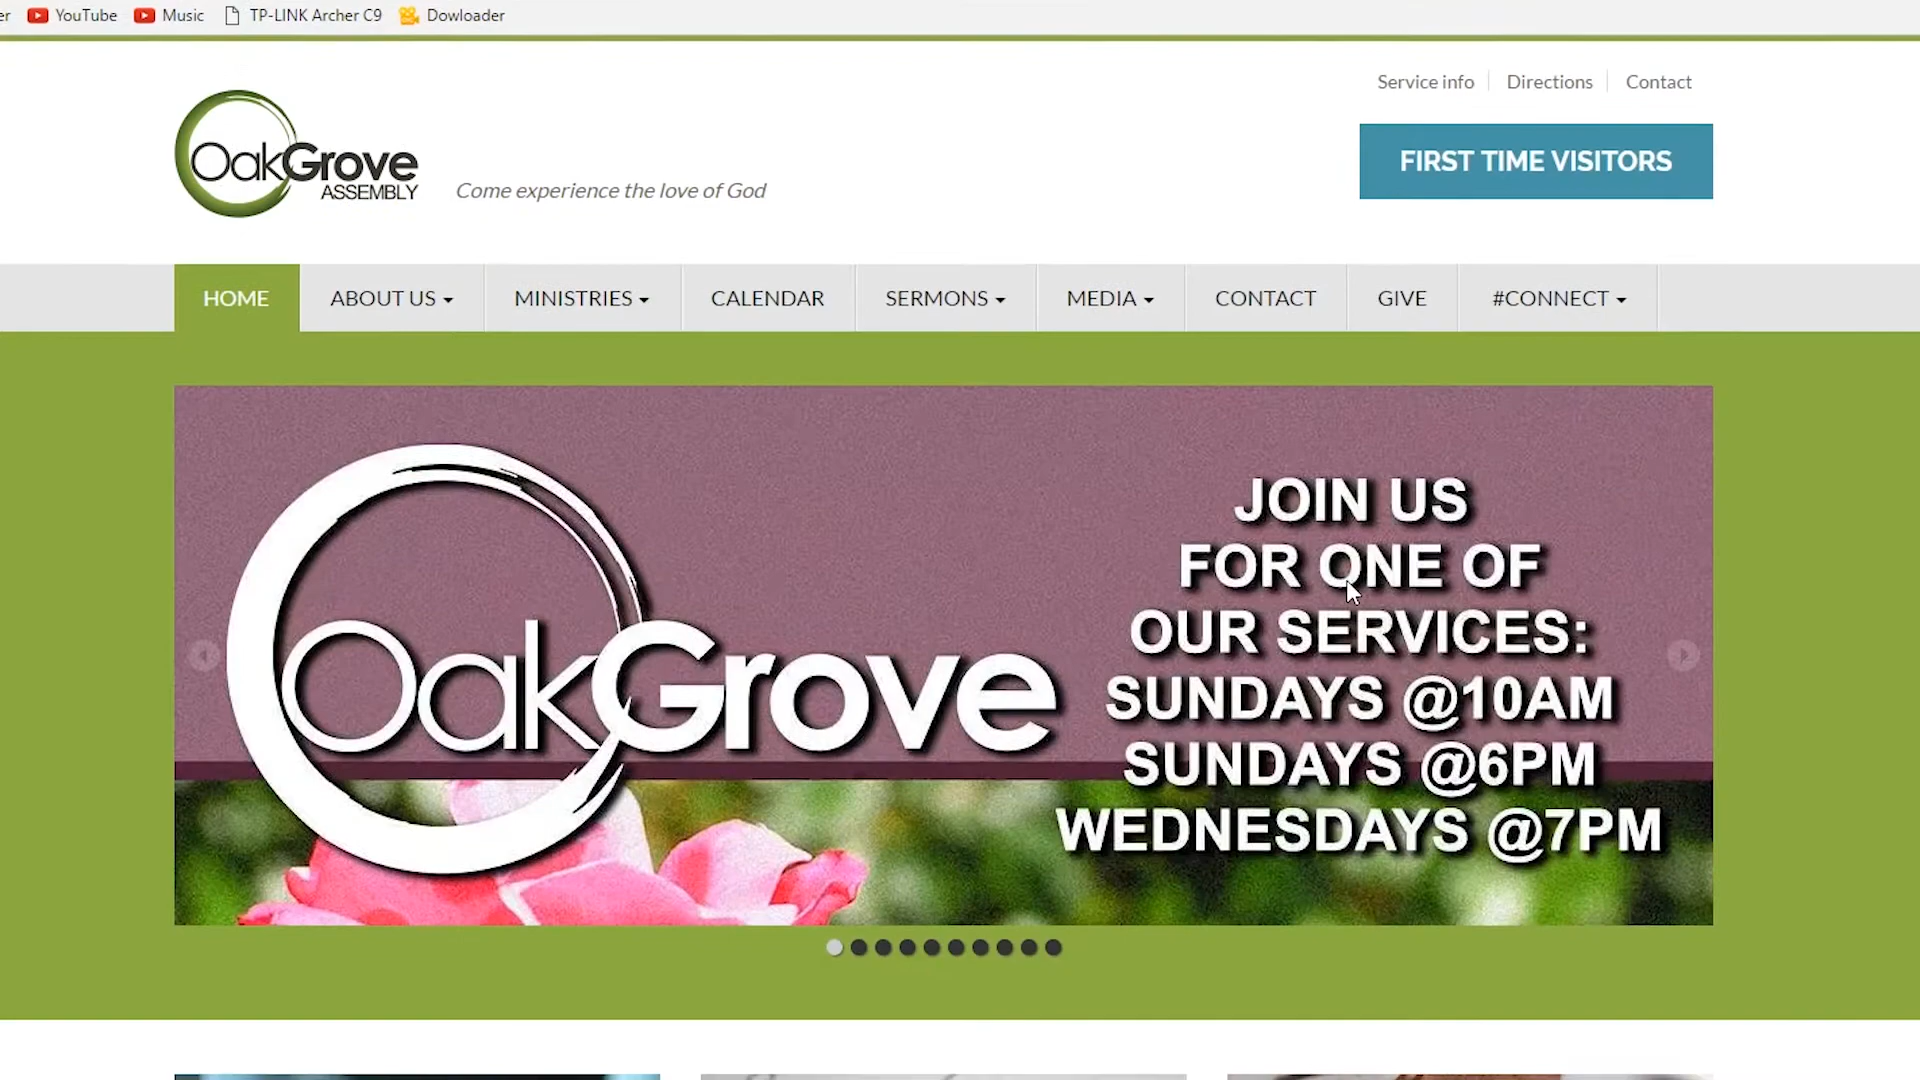 er YouTube Music TP-LINK Archer C9 Dowloader
Service info Directions Contact
OakGrove
ASSEMBLY
Come experience the love of God
FIRST TIME VISITORS
HOME ABOUT US MINISTRIES CALENDAR SERMONS MEDIA CONTACT GIVE #CONNECT
OakGrove
JOIN US
FOR ONE OF
OUR SERVICES:
SUNDAYS @10AM
SUNDAYS @6PM
WEDNESDAYS @7PM